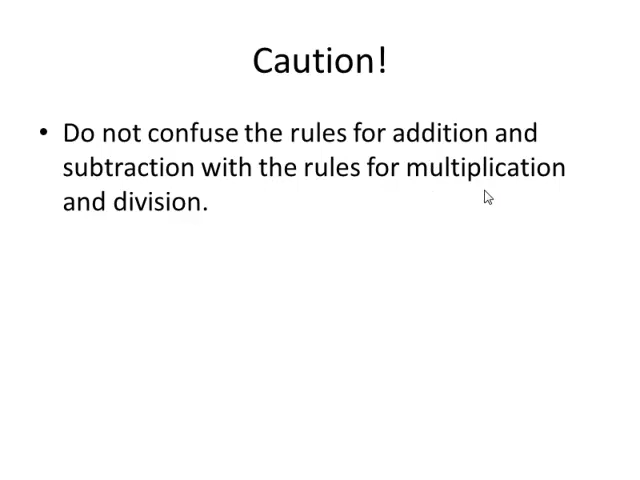 Caution!
• Do not confuse the rules for addition and
subtraction with the rules for multiplication
and division.